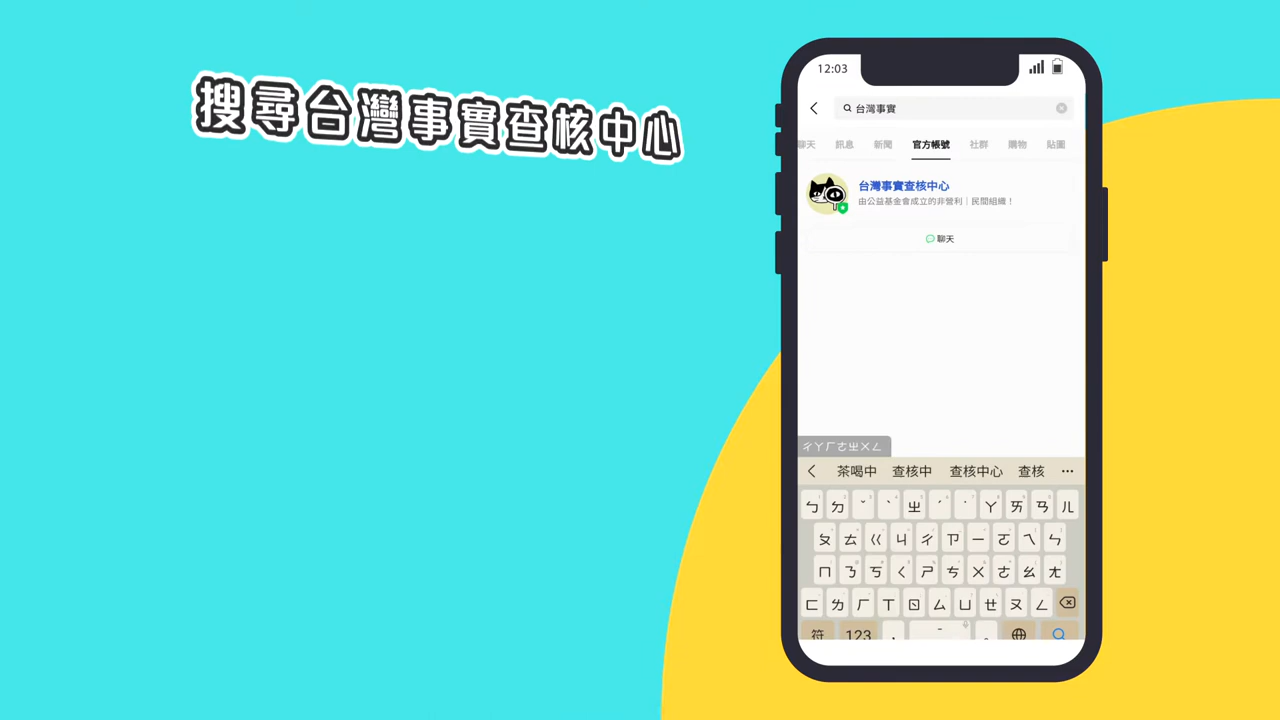 搜尋台灣事實查核中心
12:03
台灣事實
聊天 訊息 新聞 官方帳號 社群 購物 貼圖
台灣事實查核中心
由公益基金會成立的非營利｜民間組織！
聊天
ㄔㄚㄏㄜㄓㄨㄥ
茶喝中 查核中 查核中心 查核 ···
ㄅ ㄉ ˇ ˋ ㄓ ˊ ˙ ㄚ ㄞ ㄢ ㄦ
ㄆ ㄊ ㄍ ㄐ ㄔ ㄗ ㄧ ㄛ ㄟ ㄣ
ㄇ ㄋ ㄎ ㄑ ㄕ ㄘ ㄨ ㄜ ㄠ ㄤ
ㄈ ㄌ ㄏ ㄒ ㄖ ㄙ ㄩ ㄝ ㄡ ㄥ
符 123 ， 。